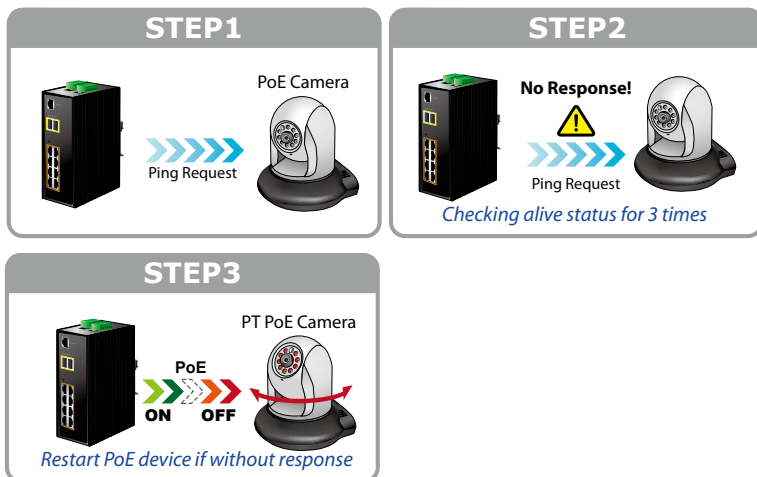 STEP1
PoE Camera
Ping Request
STEP2
No Response!
Ping Request
Checking alive status for 3 times
STEP3
PT PoE Camera
PoE
ON OFF
Restart PoE device if without response